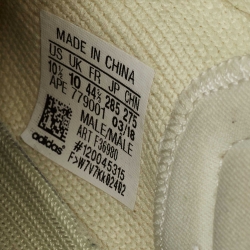 MADE IN CHINA
US UK FR JP CHN
10½ 10 44⅔ 285 275
APE 779001 03/18
MALE/MALE
ART F36980
#120045315
F>W7V7KK02402
adidas